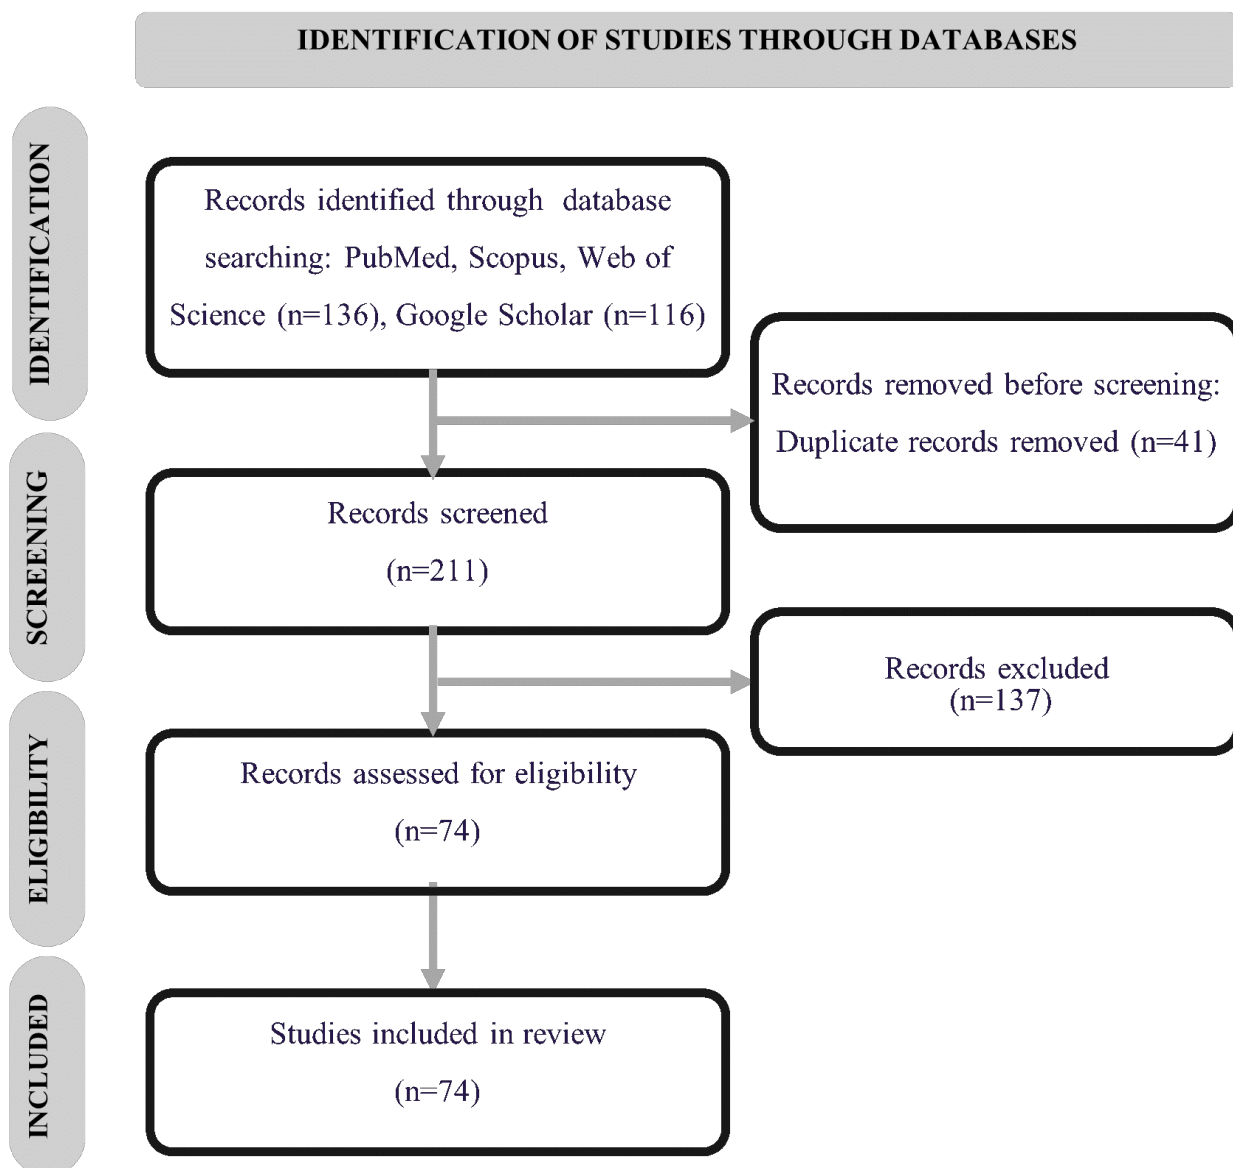 IDENTIFICATION OF STUDIES THROUGH DATABASES
IDENTIFICATION
Records identified through database
searching: PubMed, Scopus, Web of
Science (n=136), Google Scholar (n=116)
Records removed before screening:
Duplicate records removed (n=41)
SCREENING
Records screened
(n=211)
Records excluded
(n=137)
ELIGIBILITY
Records assessed for eligibility
(n=74)
INCLUDED
Studies included in review
(n=74)